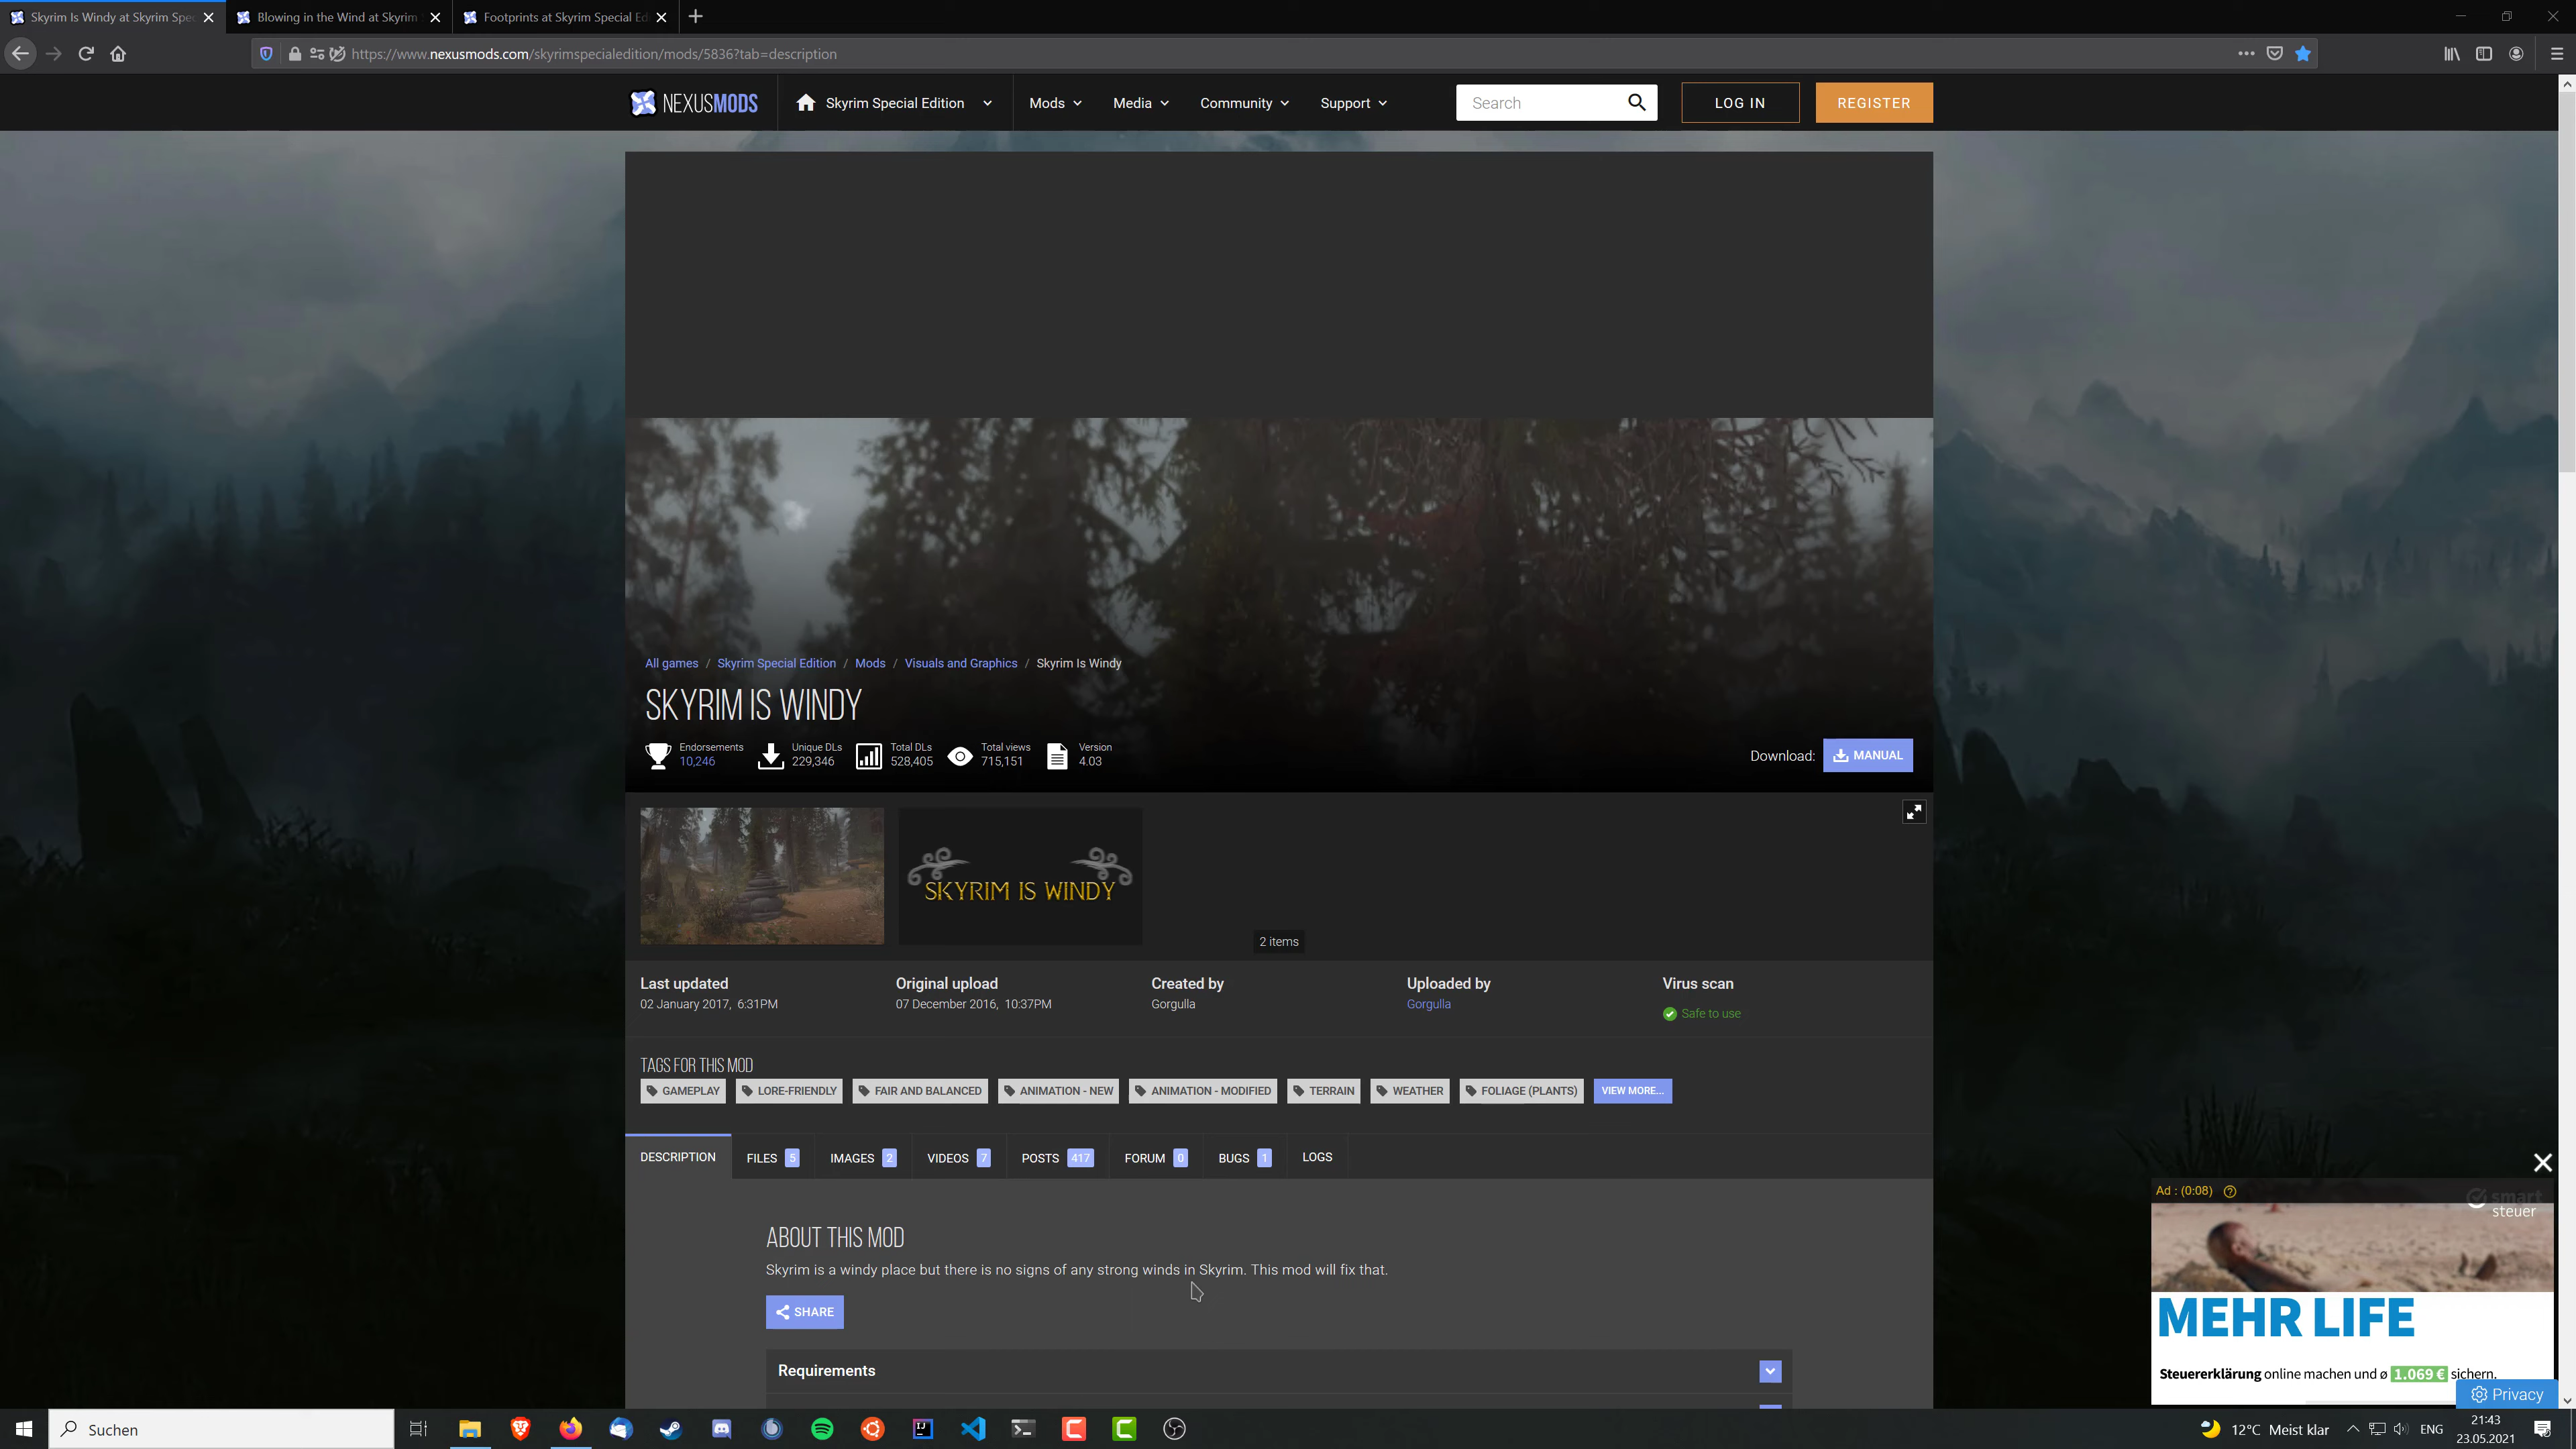 Skyrim Is Windy at Skyrim Spec
Blowing in the Wind at Skyrim
Footprints at Skyrim Special Ed
https://www.nexusmods.com/skyrimspecialedition/mods/5836?tab=description
NEXUSMODS
Skyrim Special Edition
Mods
Media
Community
Support
Search
LOG IN
REGISTER
All games / Skyrim Special Edition / Mods / Visuals and Graphics / Skyrim Is Windy
SKYRIM IS WINDY
Endorsements
10,246
Unique DLs
229,346
Total DLs
528,405
Total views
715,151
Version
4.03
Download:
MANUAL
SKYRIM IS WINDY
2 items
Last updated
02 January 2017, 6:31PM
Original upload
07 December 2016, 10:37PM
Created by
Gorgulla
Uploaded by
Gorgulla
Virus scan
Safe to use
TAGS FOR THIS MOD
GAMEPLAY
LORE-FRIENDLY
FAIR AND BALANCED
ANIMATION - NEW
ANIMATION - MODIFIED
TERRAIN
WEATHER
FOLIAGE (PLANTS)
VIEW MORE...
DESCRIPTION
FILES 5
IMAGES 2
VIDEOS 7
POSTS 417
FORUM 0
BUGS 1
LOGS
ABOUT THIS MOD
Skyrim is a windy place but there is no signs of any strong winds in Skyrim. This mod will fix that.
SHARE
Requirements
Ad : (0:08)
smart
steuer
MEHR LIFE
Steuererklärung online machen und ø 1.069 € sichern.
Privacy
Suchen
12°C Meist klar
ENG
21:43
23.05.2021